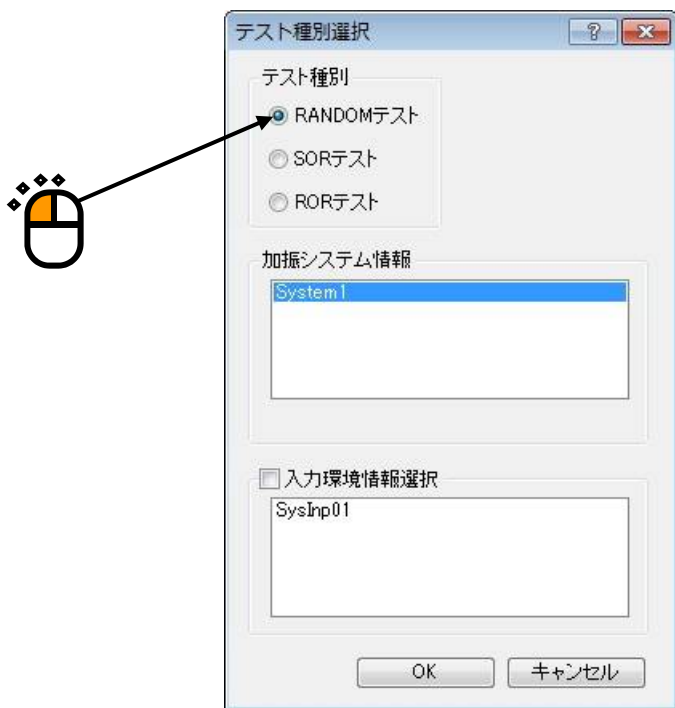 テスト種別選択
テスト種別
RANDOMテスト
SORテスト
RORテスト
加振システム情報
System1
入力環境情報選択
SysInp01
OK キャンセル